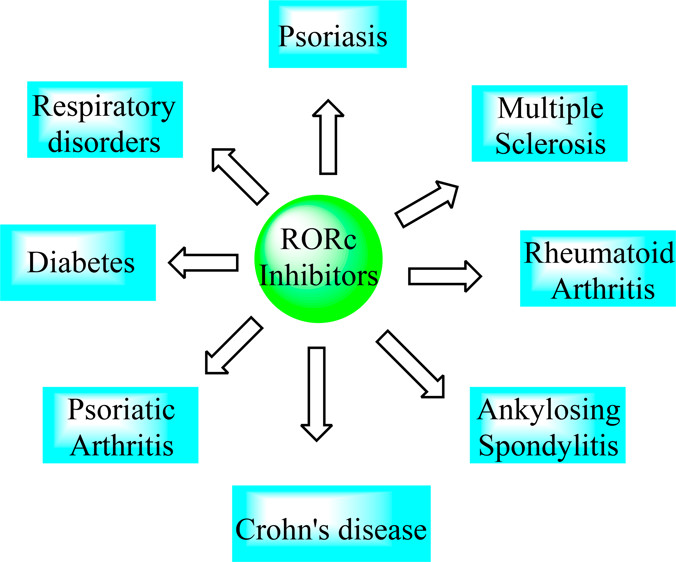 Psoriasis
Respiratory
disorders
Multiple
Sclerosis
RORc
Inhibitors
Diabetes
Rheumatoid
Arthritis
Psoriatic
Arthritis
Ankylosing
Spondylitis
Crohn's disease